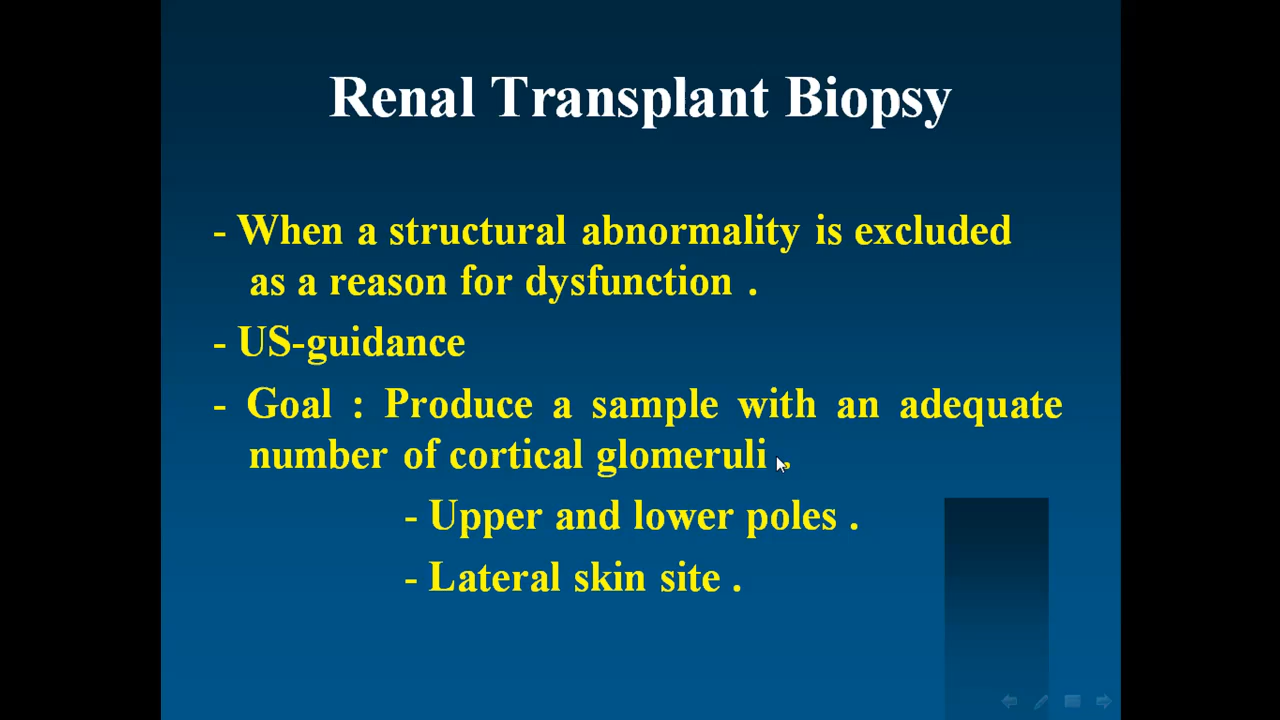 Renal Transplant Biopsy
- When a structural abnormality is excluded
as a reason for dysfunction .
- US-guidance
- Goal : Produce a sample with an adequate
number of cortical glomeruli .
- Upper and lower poles .
- Lateral skin site .